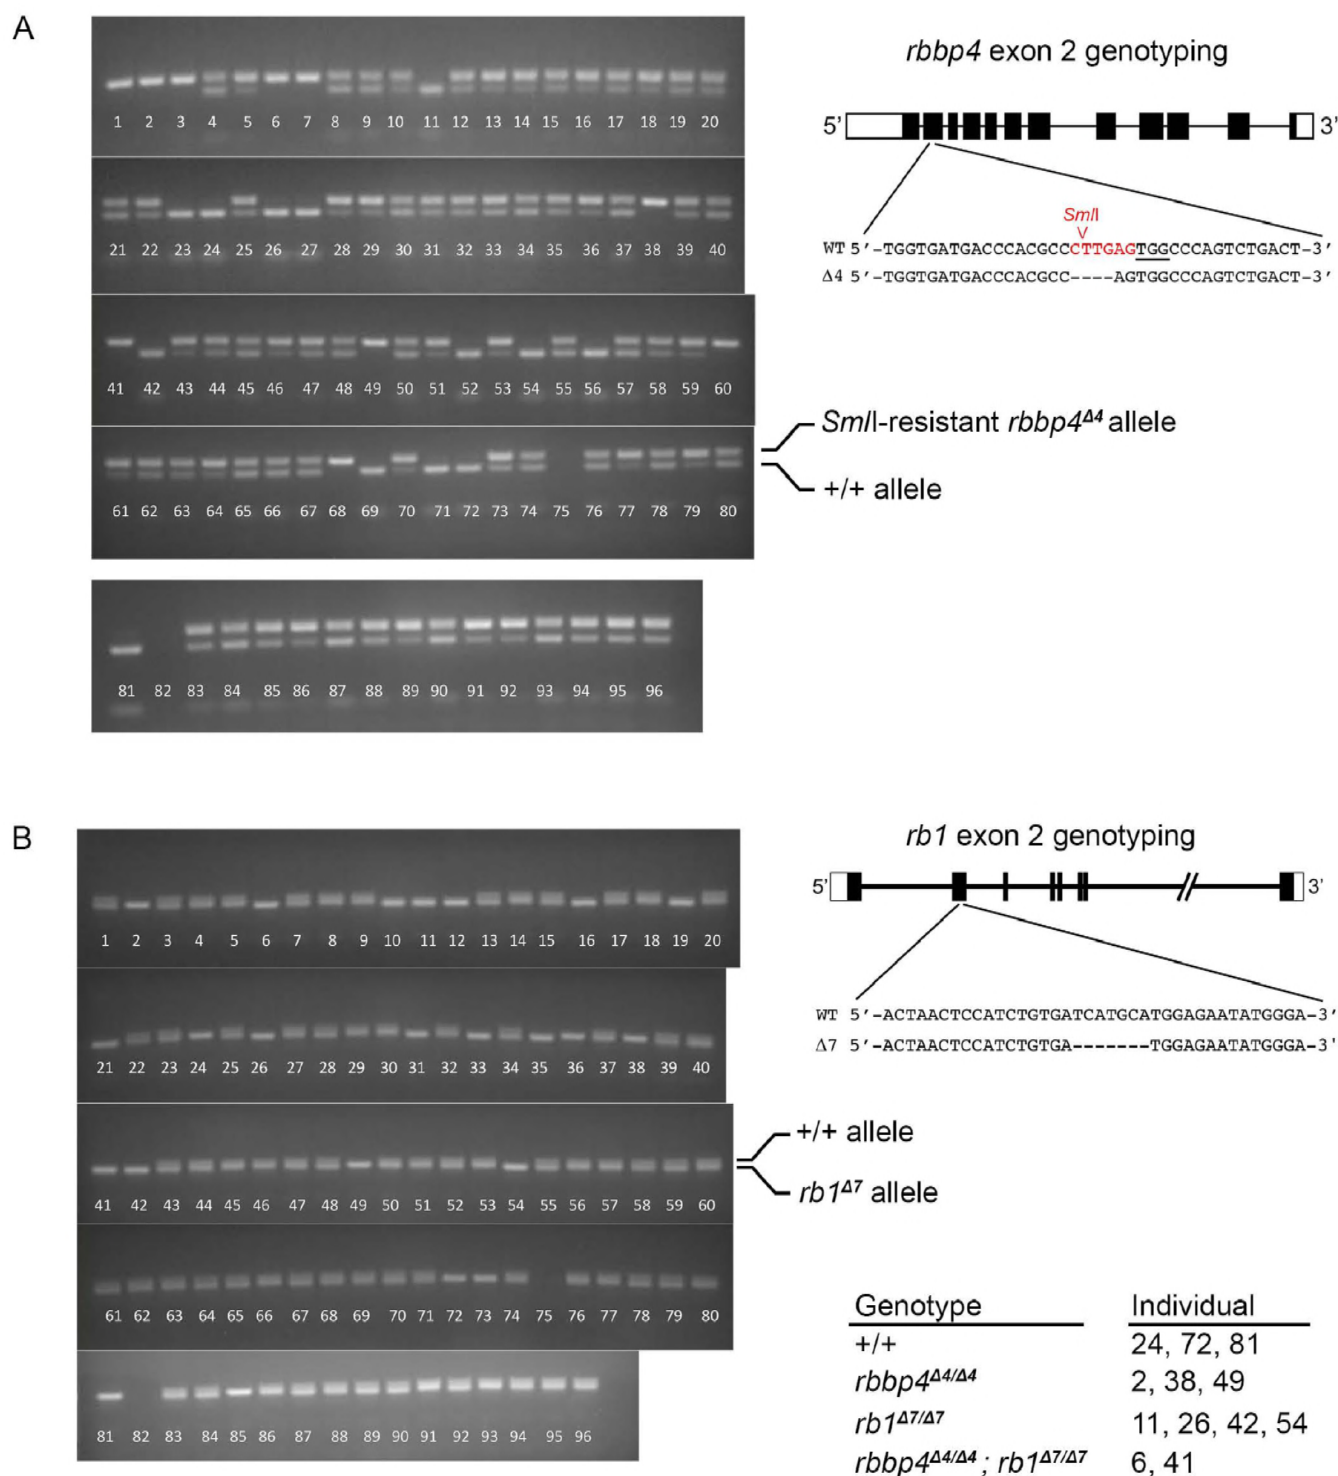 A
rbbp4 exon 2 genotyping
1 2 3 4 5 6 7 8 9 10 11 12 13 14 15 16 17 18 19 20
5' 3'
21 22 23 24 25 26 27 28 29 30 31 32 33 34 35 36 37 38 39 40
SmlI
WT 5'-TGGTGATGACCCACGCCCTTGAGTGGCCCAGTCTGACT-3'
Δ4 5'-TGGTGATGACCCACGCC----AGTGGCCCAGTCTGACT-3'
41 42 43 44 45 46 47 48 49 50 51 52 53 54 55 56 57 58 59 60
SmlI-resistant rbbp4Δ4 allele
+/+ allele
61 62 63 64 65 66 67 68 69 70 71 72 73 74 75 76 77 78 79 80
81 82 83 84 85 86 87 88 89 90 91 92 93 94 95 96
B
rb1 exon 2 genotyping
5' 3'
1 2 3 4 5 6 7 8 9 10 11 12 13 14 15 16 17 18 19 20
WT 5'-ACTAACTCCATCTGTGATCATGCATGGAGAATATGGGA-3'
Δ7 5'-ACTAACTCCATCTGTGA-------TGGAGAATATGGGA-3'
21 22 23 24 25 26 27 28 29 30 31 32 33 34 35 36 37 38 39 40
+/+ allele
rb1Δ7 allele
41 42 43 44 45 46 47 48 49 50 51 52 53 54 55 56 57 58 59 60
61 62 63 64 65 66 67 68 69 70 71 72 73 74 75 76 77 78 79 80
81 82 83 84 85 86 87 88 89 90 91 92 93 94 95 96
Genotype Individual
+/+ 24, 72, 81
rbbp4Δ4/Δ4 2, 38, 49
rb1Δ7/Δ7 11, 26, 42, 54
rbbp4Δ4/Δ4 ; rb1Δ7/Δ7 6, 41